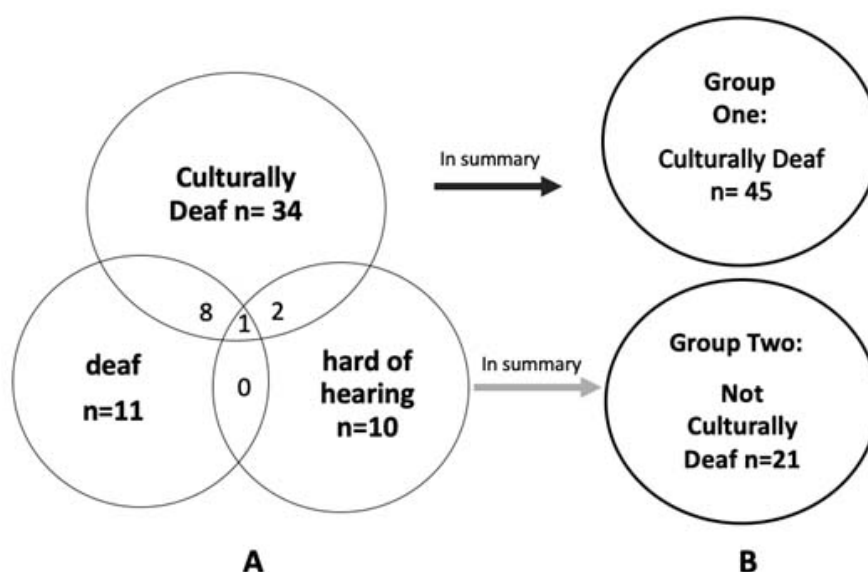 Culturally
Deaf n= 34
8
1
2
0
deaf
n=11
hard of
hearing
n=10
A
In summary
In summary
Group
One:
Culturally Deaf
n= 45
Group Two:
Not
Culturally
Deaf n=21
B